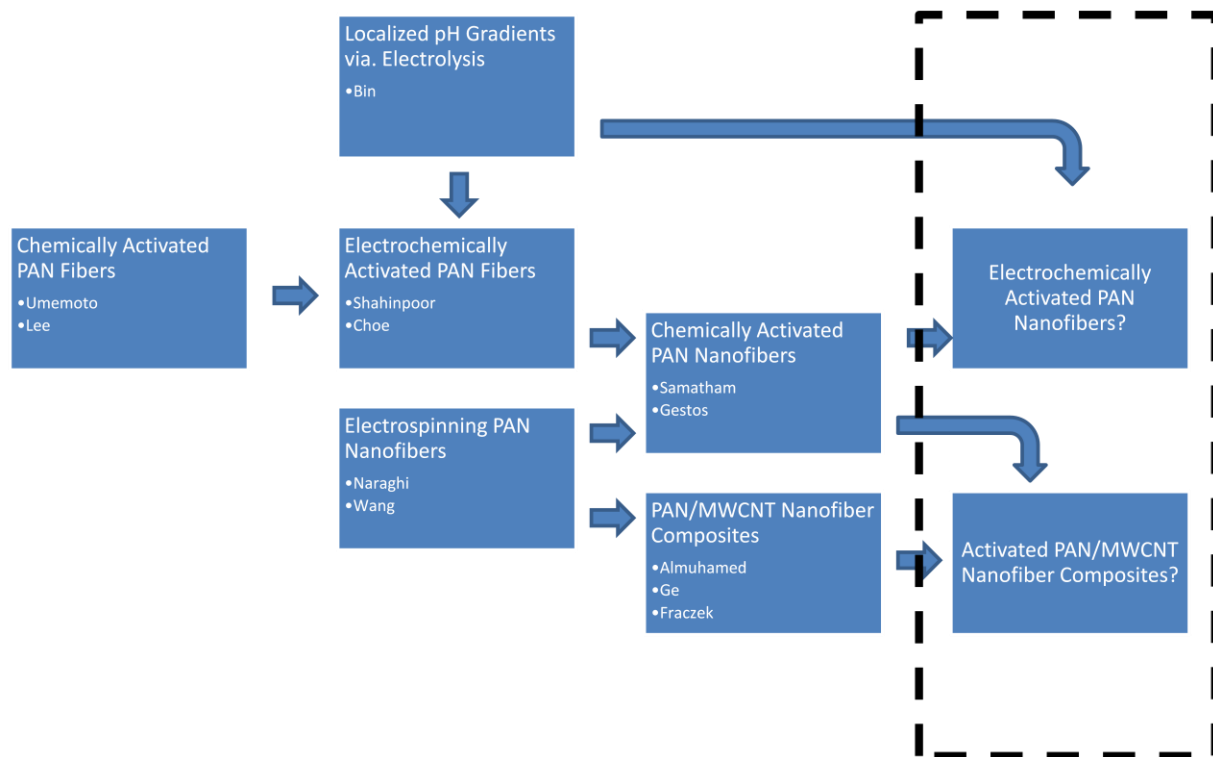 Localized pH Gradients
via. Electrolysis
•Bin
Chemically Activated
PAN Fibers
•Umemoto
•Lee
Electrochemically
Activated PAN Fibers
•Shahinpoor
•Choe
Electrospinning PAN
Nanofibers
•Naraghi
•Wang
Chemically Activated
PAN Nanofibers
•Samatham
•Gestos
PAN/MWCNT Nanofiber
Composites
•Almuhamed
•Ge
•Fraczek
Electrochemically
Activated PAN
Nanofibers?
Activated PAN/MWCNT
Nanofiber Composites?